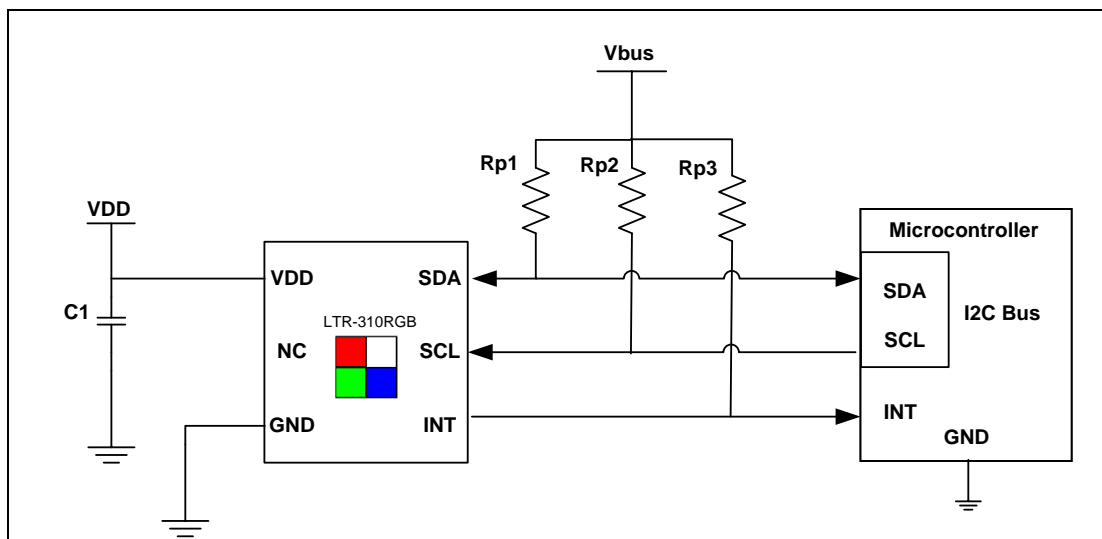 Vbus
Rp1
Rp2
Rp3
VDD
C1
VDD
NC
GND
LTR-310RGB
SDA
SCL
INT
Microcontroller
SDA
SCL
I2C Bus
INT
GND